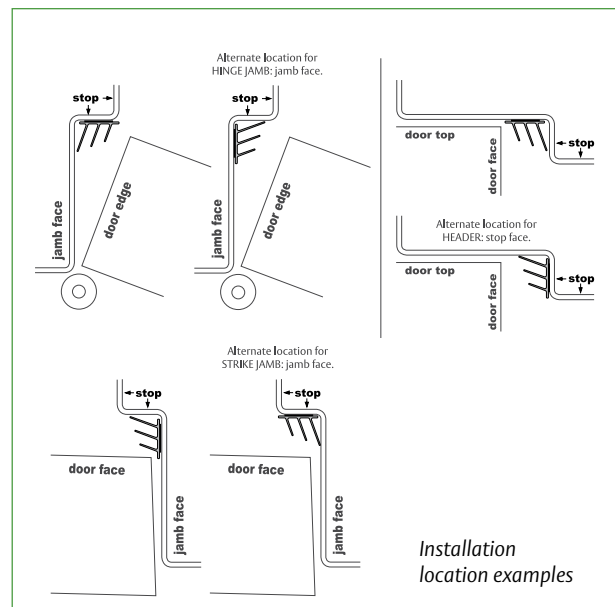 Alternate location for
HINGE JAMB: jamb face.
stop
jamb face
door edge
stop
jamb face
door edge
stop
door top
door face
Alternate location for
HEADER: stop face.
stop
door top
door face
stop
door face
jamb face
Alternate location for
STRIKE JAMB: jamb face.
stop
door face
jamb face
Installation
location examples